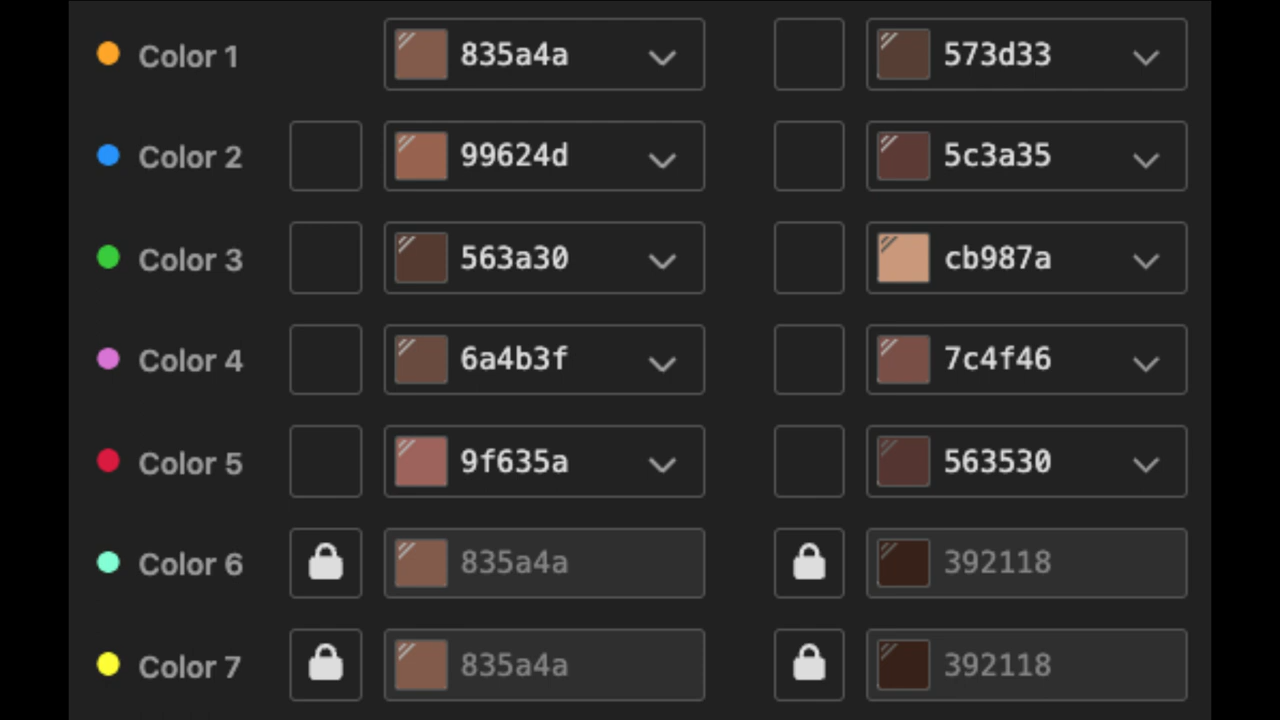 Color 1 835a4a 573d33
Color 2 99624d 5c3a35
Color 3 563a30 cb987a
Color 4 6a4b3f 7c4f46
Color 5 9f635a 563530
Color 6 835a4a 392118
Color 7 835a4a 392118